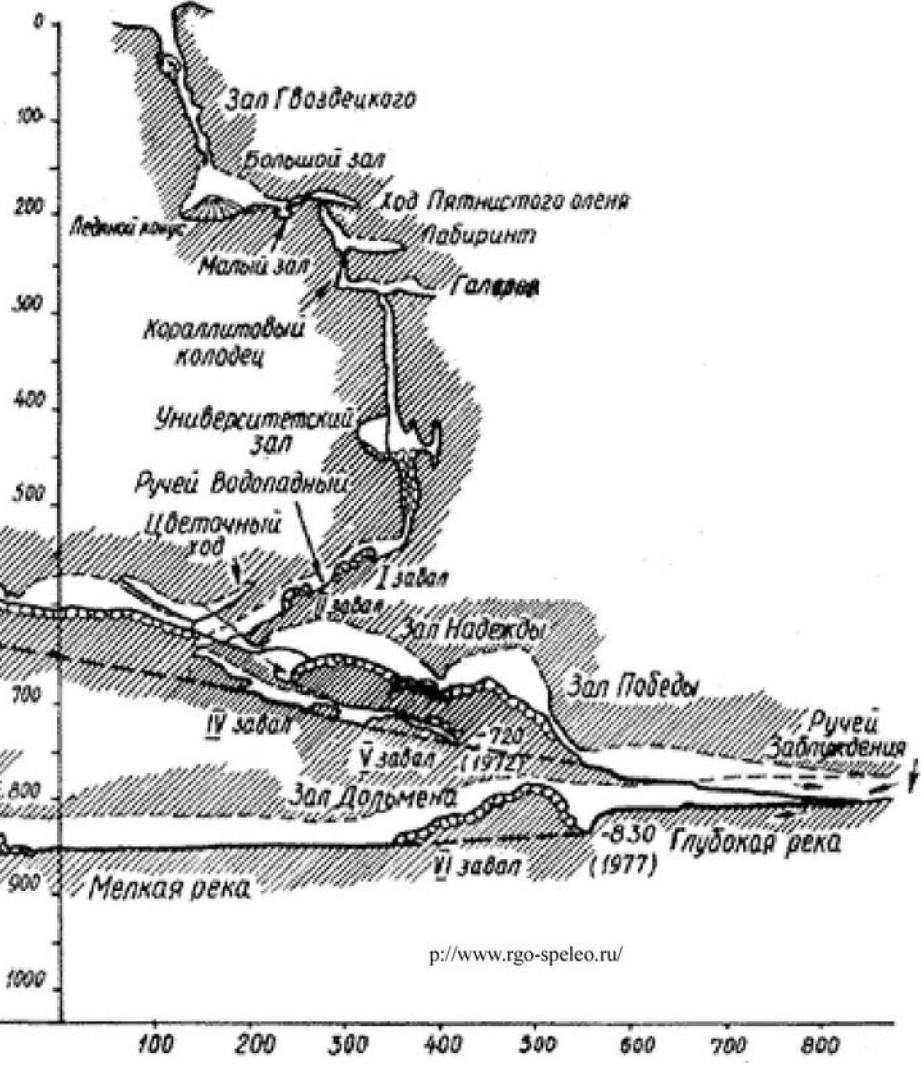 0
Зал Гвоздецкого
100
Большой зал
200
Ход Пятнистого оленя
Ледяной конус
Лабиринт
Малый зал
300
Кораллитовый
колодец
400
Университетский
зал
Ручей Водопадный
500
Цветочный
ход
I завал
II завал
Зал Надежды
Зал Победы
700
IV завал
Ручей
Заблуждения
-720
V завал
(1972)
800
Зал Дольмена
-830
Глубокая река
VI завал
(1977)
900
Мелкая река
p://www.rgo-speleo.ru/
1000
100 200 300 400 500 600 700 800